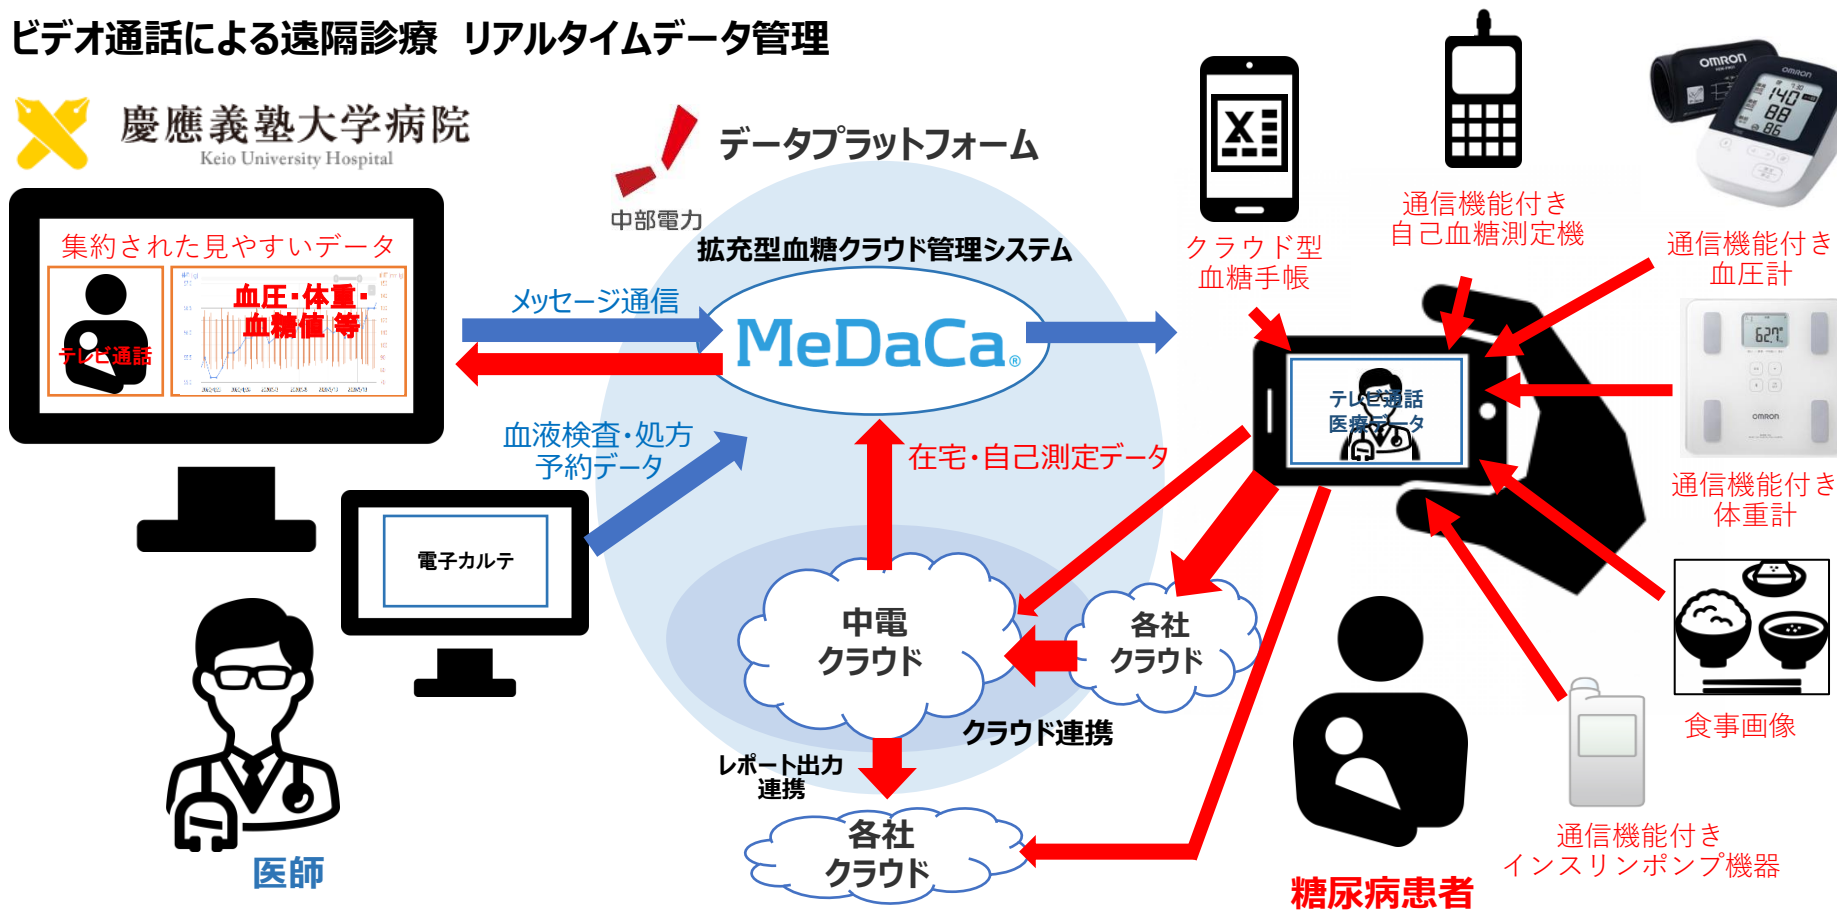 ビデオ通話による遠隔診療 リアルタイムデータ管理
慶應義塾大学病院
Keio University Hospital
集約された見やすいデータ
テレビ通話
血圧・体重・
血糖値 等
中部電力
データプラットフォーム
拡充型血糖クラウド管理システム
メッセージ通信
MeDaCa®
血液検査・処方
予約データ
在宅・自己測定データ
電子カルテ
医師
中電
クラウド
各社
クラウド
クラウド連携
レポート出力
連携
各社
クラウド
クラウド型
血糖手帳
通信機能付き
自己血糖測定機
OMRON
OMRON
140
88
86
通信機能付き
血圧計
テレビ通話
医療データ
62.7
OMRON
通信機能付き
体重計
食事画像
通信機能付き
インスリンポンプ機器
糖尿病患者